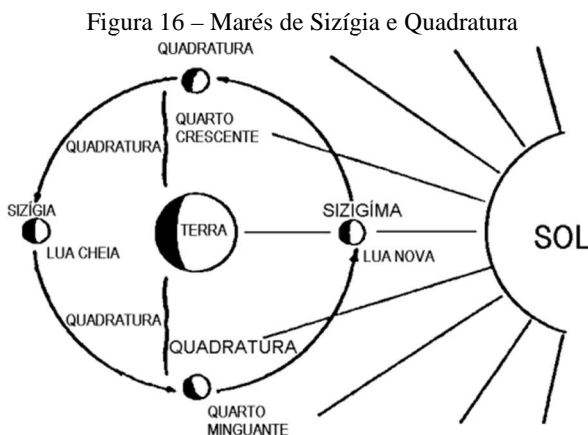 Figura 16 – Marés de Sizígia e Quadratura
QUADRATURA
QUARTO
CRESCENTE
QUADRATURA
SIZÍGIA
LUA CHEIA
TERRA
SIZIGÍMA
LUA NOVA
SOL
QUADRATURA
QUADRATURA
QUARTO
MINGUANTE